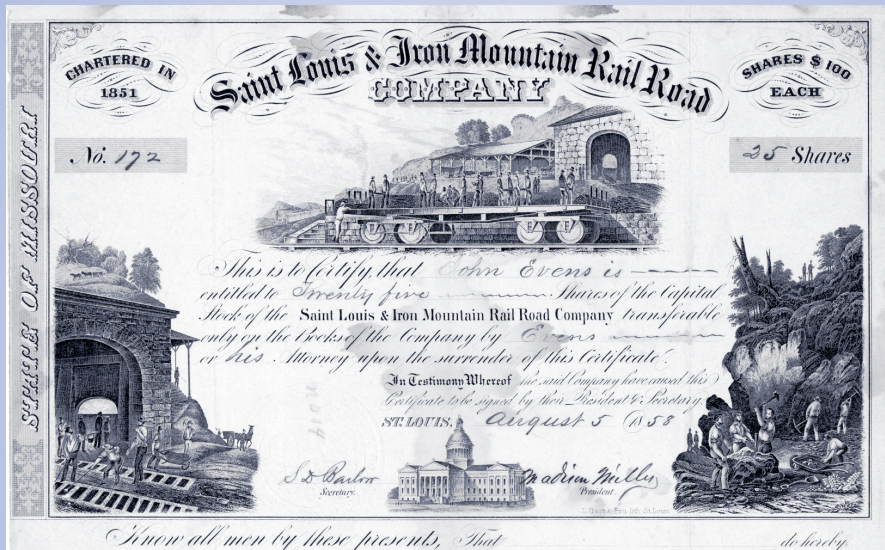 CHARTERED IN
1851
Saint Louis & Iron Mountain Rail Road
COMPANY
SHARES $ 100
EACH
STATE OF MISSOURI
No. 172
25 Shares
This is to Certify, that John Evens is
entitled to Twenty five Shares of the Capital
Stock of the Saint Louis & Iron Mountain Rail Road Company transferable
only on the Books of the Company by Evens
or his Attorney upon the surrender of this Certificate.
In Testimony Whereof the said Company have caused this
Certificate to be signed by their President & Secretary
ST. LOUIS. August 5 1858
S D Barlow
Secretary.
Madison Miller
President.
Lith St Louis
Know all men by these presents, That do hereby